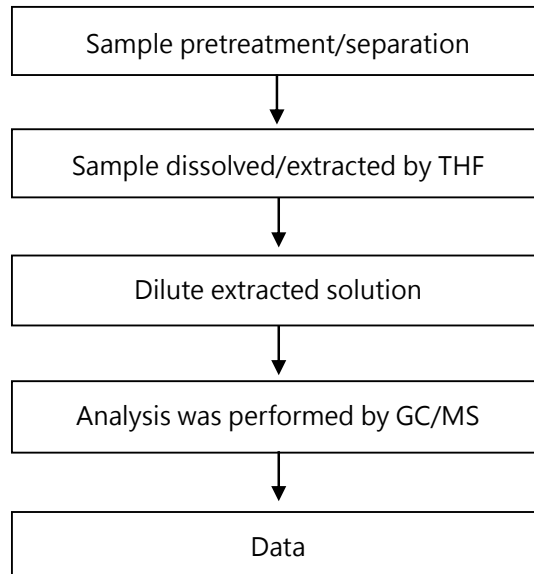 Sample pretreatment/separation
Sample dissolved/extracted by THF
Dilute extracted solution
Analysis was performed by GC/MS
Data